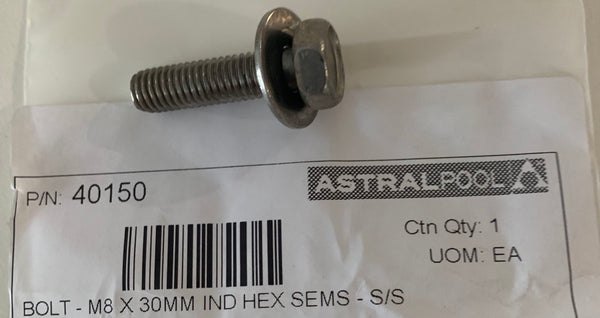 P/N: 40150
ASTRALPOOL
Ctn Qty: 1
UOM: EA
BOLT - M8 X 30MM IND HEX SEMS - S/S